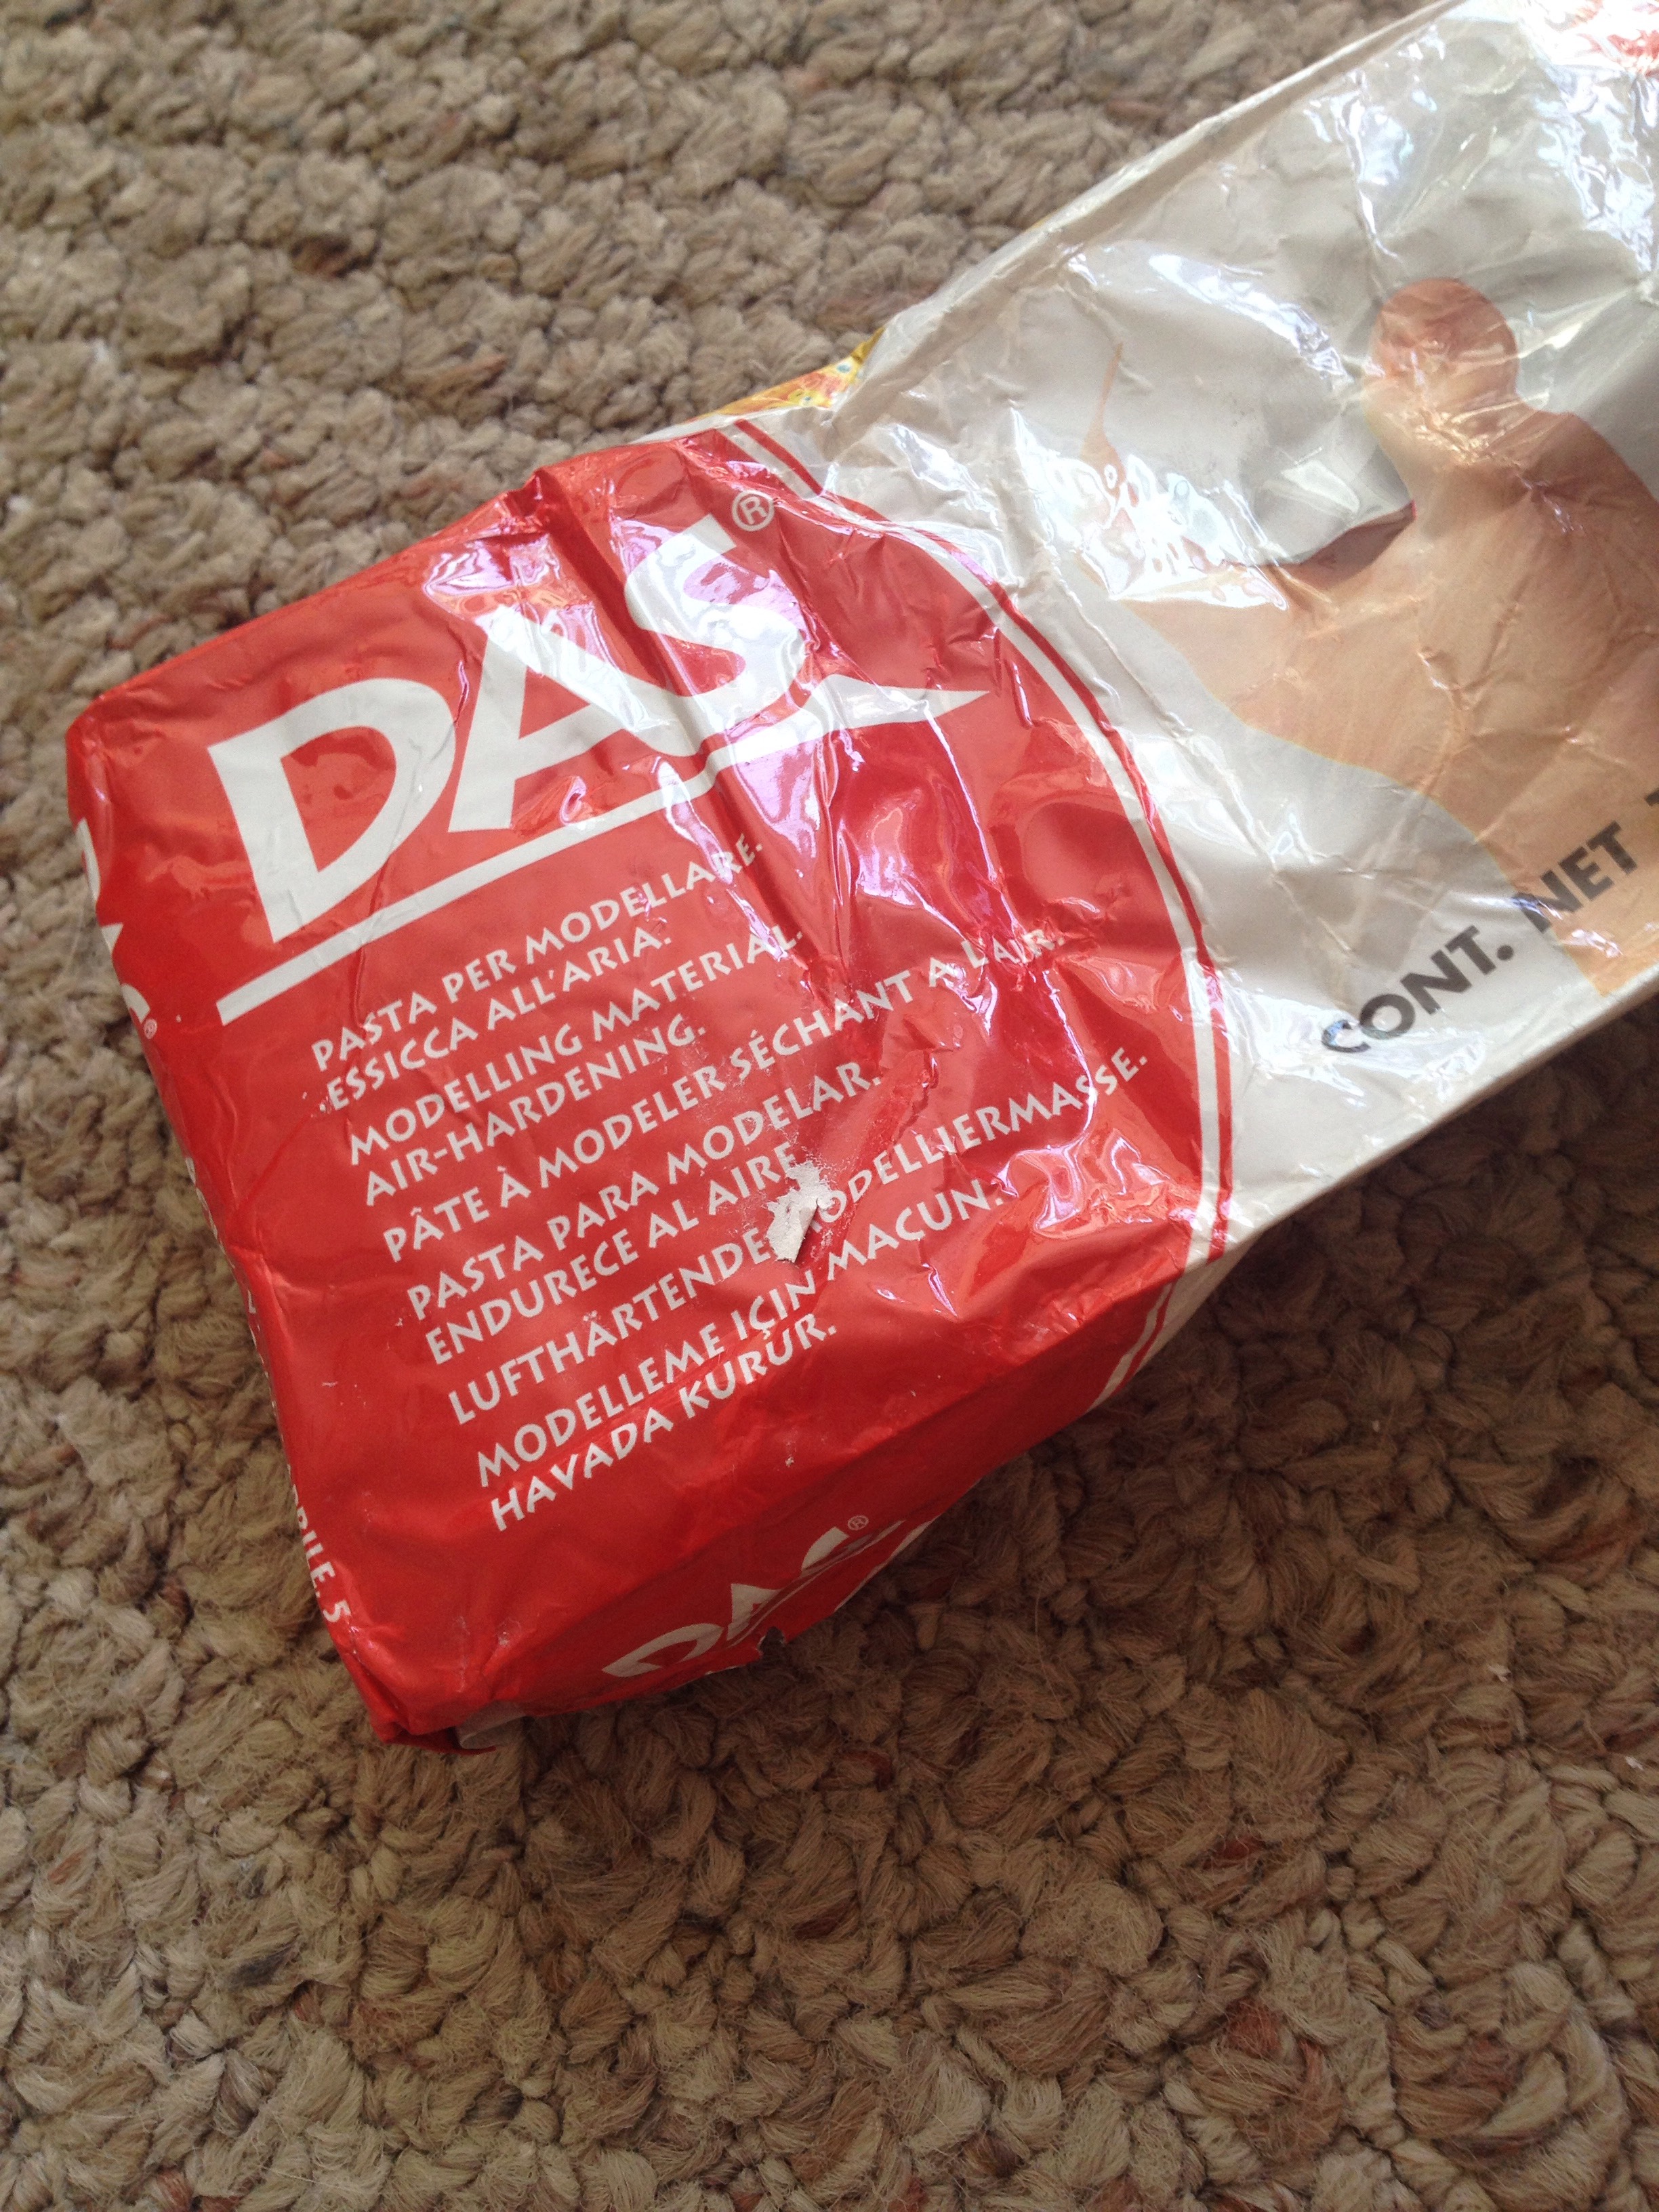 DAS®
PASTA PER MODELLARE.
ESSICCA ALL'ARIA.
MODELLING MATERIAL.
AIR-HARDENING.
PÂTE À MODELER SÉCHANT A L'AIR.
PASTA PARA MODELAR.
ENDURECE AL AIRE.
LUFTHÄRTENDE MODELLIERMASSE.
MODELLEME IÇIN MACUN.
HAVADA KURUR.
CONT. NET
DAS®